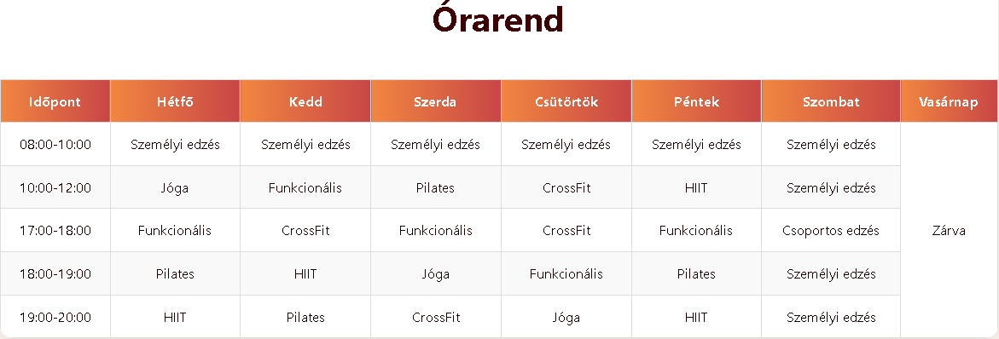 Órarend
Időpont Hétfő Kedd Szerda Csütörtök Péntek Szombat Vasárnap
08:00-10:00 Személyi edzés Személyi edzés Személyi edzés Személyi edzés Személyi edzés Személyi edzés
10:00-12:00 Jóga Funkcionális Pilates CrossFit HIIT Személyi edzés
17:00-18:00 Funkcionális CrossFit Funkcionális CrossFit Funkcionális Csoportos edzés Zárva
18:00-19:00 Pilates HIIT Jóga Funkcionális Pilates Személyi edzés
19:00-20:00 HIIT Pilates CrossFit Jóga HIIT Személyi edzés